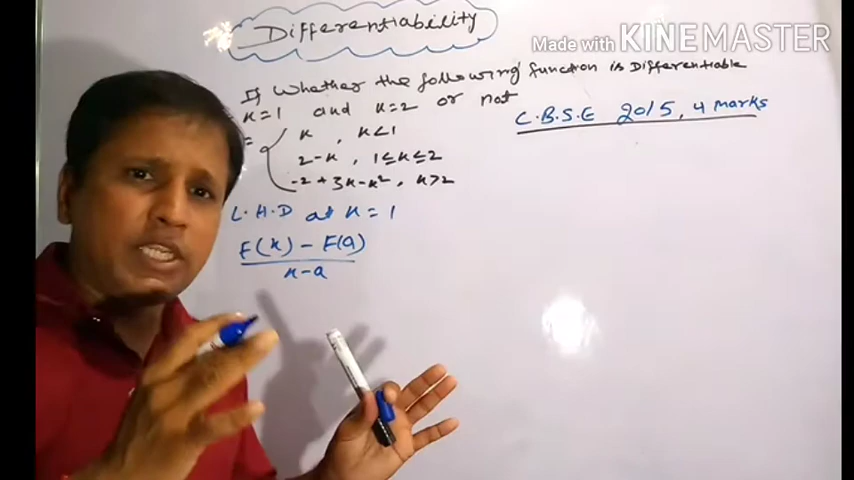 Differentiability
Made with KINEMASTER
If Whether the following function is Differentiable
x=1 and x=2 or not
C.B.S.E 2015, 4 marks
= x , x<1
2-x , 1≤x≤2
-2+3x-x², x>2
L.H.D at x=1
F(x) - F(a)
x-a